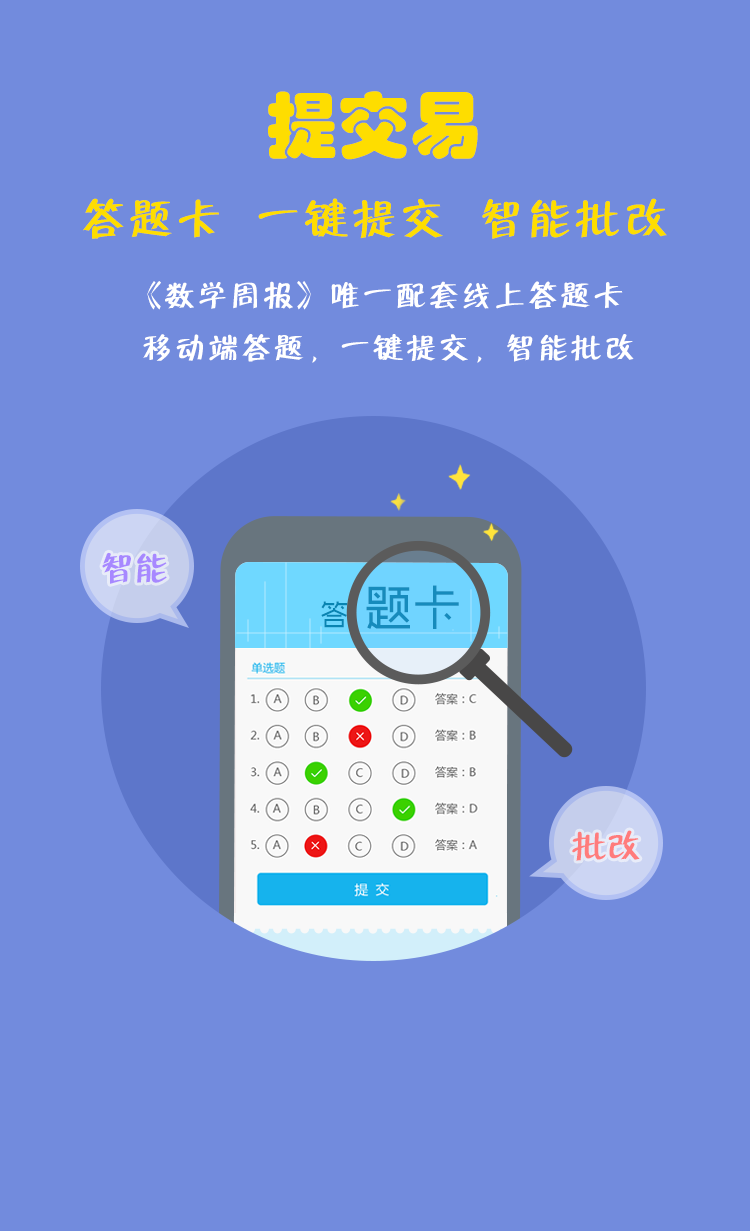 提交易
答题卡 一键提交 智能批改
《数学周报》唯一配套线上答题卡
移动端答题，一键提交，智能批改
智能
答题卡
单选题
1. A B D 答案：C
2. A B D 答案：B
3. A C D 答案：B
4. A B C 答案：D
5. A C D 答案：A
批改
提 交